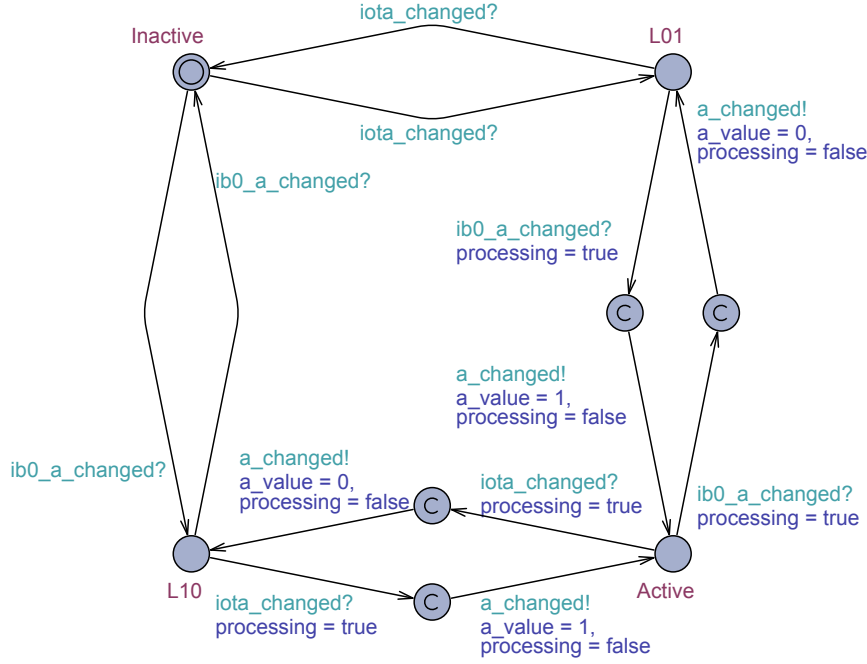 iota_changed?
Inactive
L01
iota_changed?
a_changed!
a_value = 0,
processing = false
ib0_a_changed?
ib0_a_changed?
processing = true
C
C
a_changed!
a_value = 1,
processing = false
ib0_a_changed?
a_changed!
a_value = 0,
processing = false
iota_changed?
processing = true
ib0_a_changed?
processing = true
C
L10
Active
C
iota_changed?
processing = true
a_changed!
a_value = 1,
processing = false